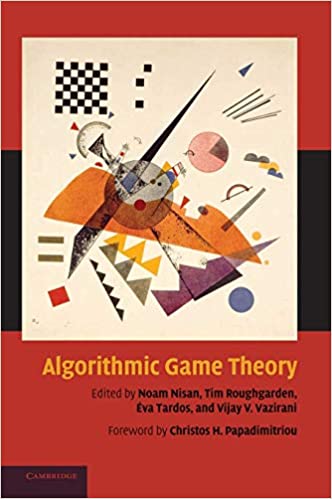 Algorithmic Game Theory
Edited by Noam Nisan, Tim Roughgarden,
Éva Tardos, and Vijay V. Vazirani
Foreword by Christos H. Papadimitriou
CAMBRIDGE